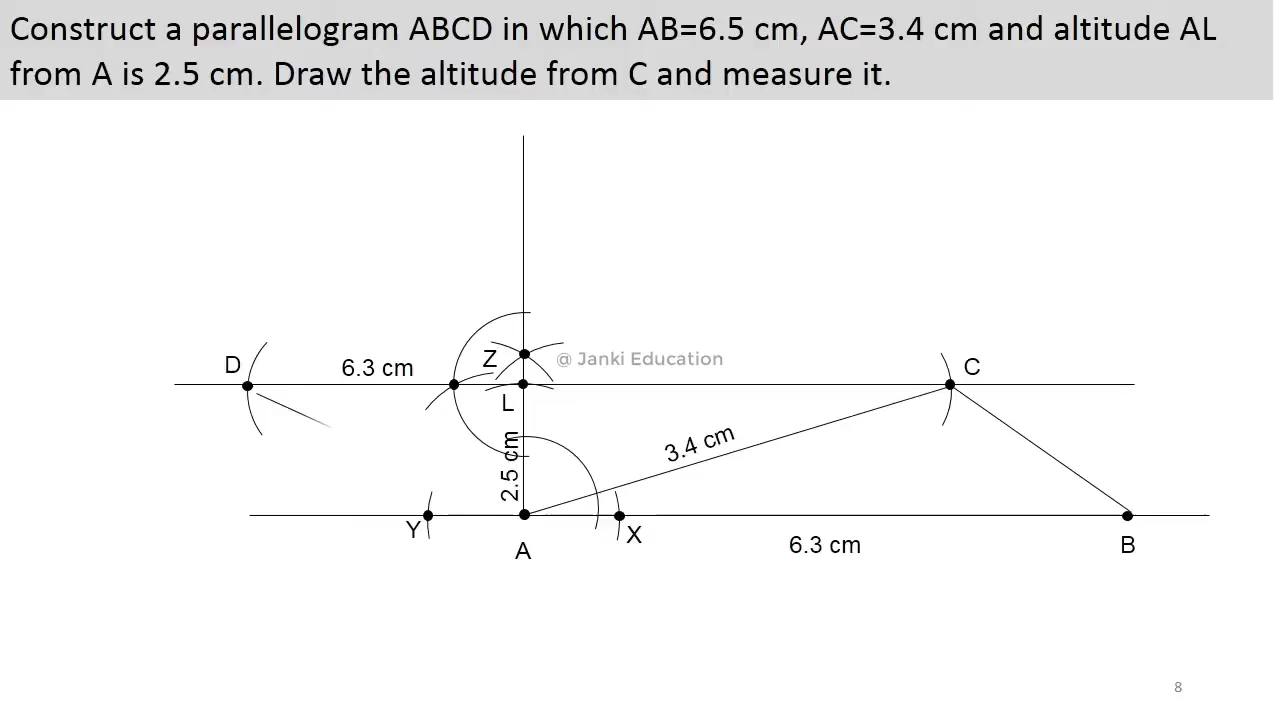 Construct a parallelogram ABCD in which AB=6.5 cm, AC=3.4 cm and altitude AL
from A is 2.5 cm. Draw the altitude from C and measure it.
D
6.3 cm
Z
@ Janki Education
C
L
3.4 cm
2.5 cm
Y
X
A
6.3 cm
B
8